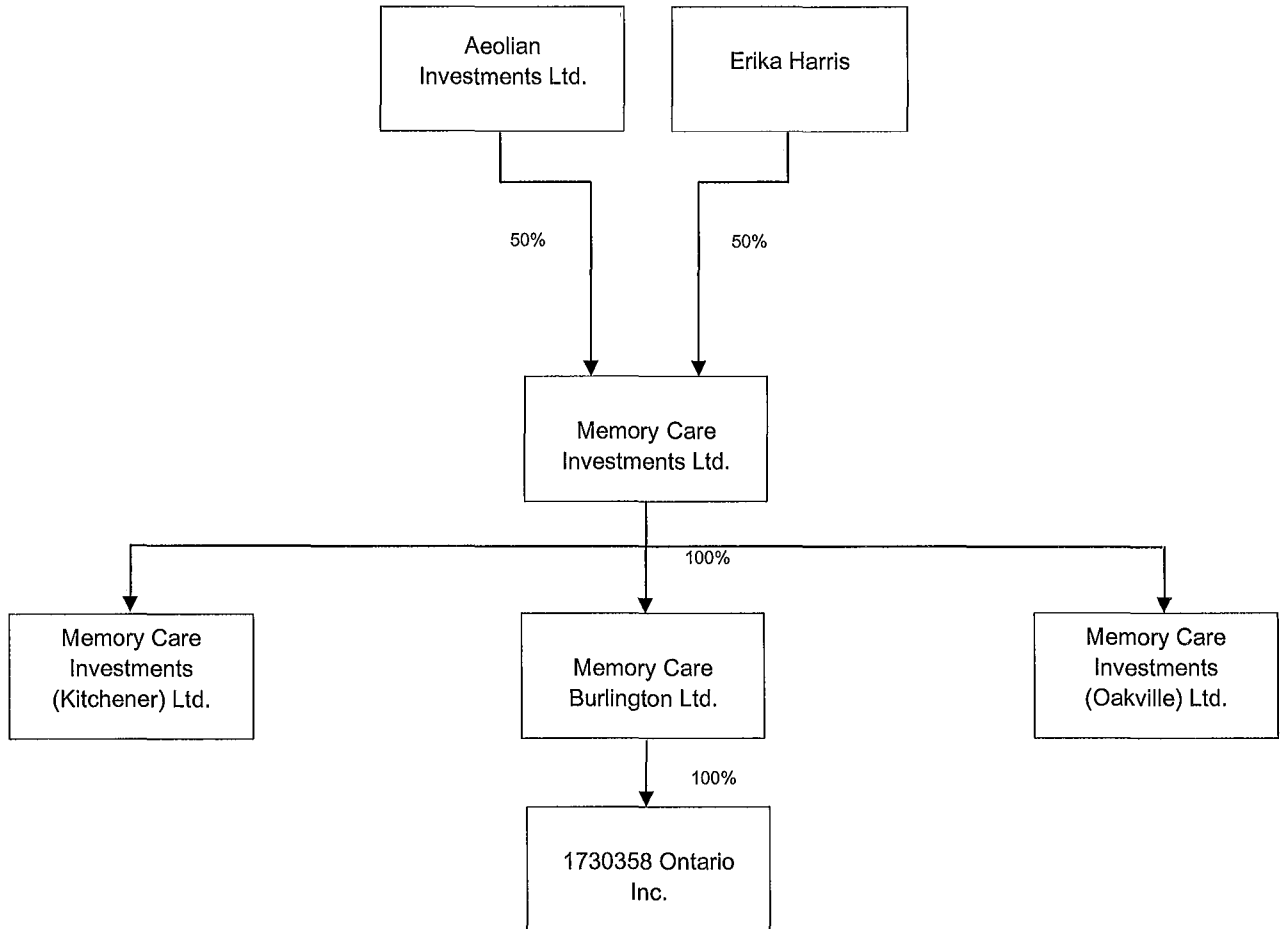 Aeolian
Investments Ltd.
Erika Harris
50%
50%
Memory Care
Investments Ltd.
100%
Memory Care
Investments
(Kitchener) Ltd.
Memory Care
Burlington Ltd.
Memory Care
Investments
(Oakville) Ltd.
100%
1730358 Ontario
Inc.